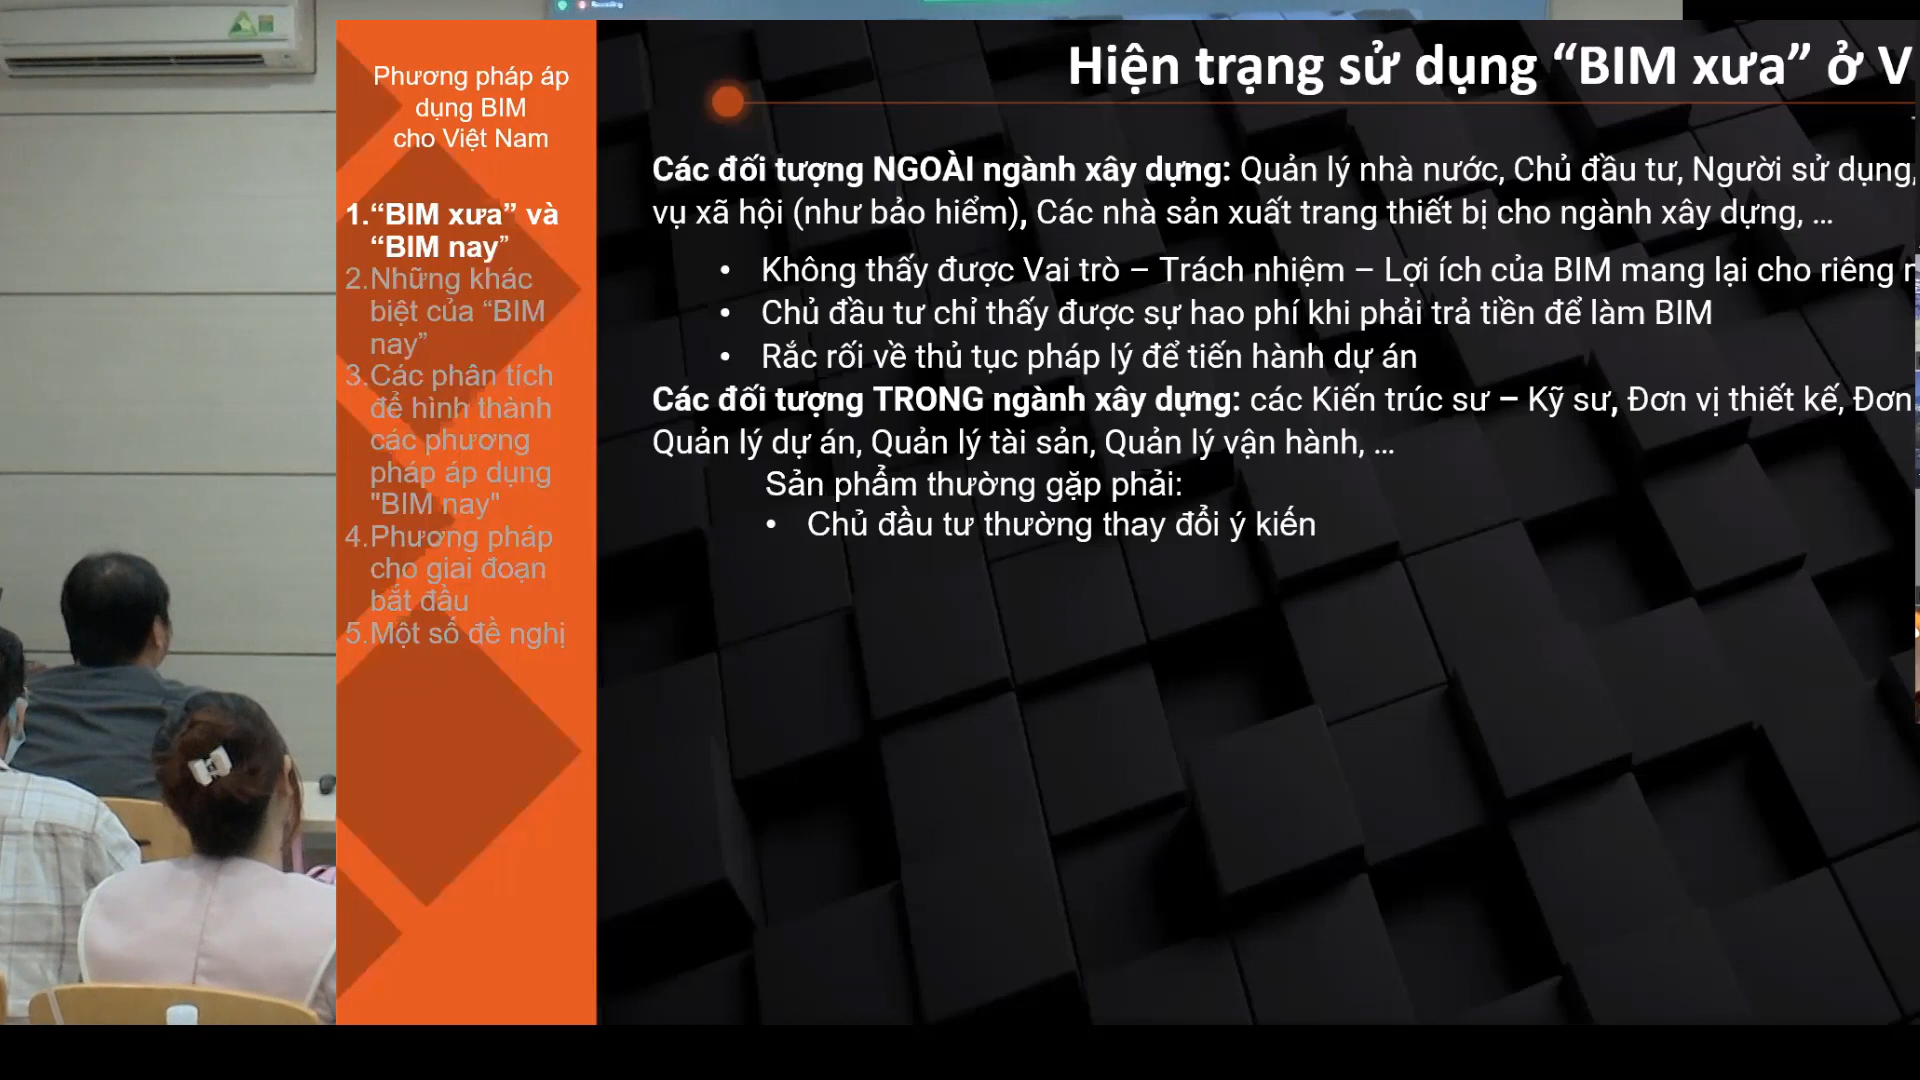 Phương pháp áp
dụng BIM
cho Việt Nam
1.“BIM xưa” và
“BIM nay”
2.Những khác
biệt của “BIM
nay”
3.Các phân tích
để hình thành
các phương
pháp áp dụng
"BIM nay"
4.Phương pháp
cho giai đoạn
bắt đầu
5.Một số đề nghị
Hiện trạng sử dụng “BIM xưa” ở V
Các đối tượng NGOÀI ngành xây dựng: Quản lý nhà nước, Chủ đầu tư, Người sử dụng,
vụ xã hội (như bảo hiểm), Các nhà sản xuất trang thiết bị cho ngành xây dựng, ...
• Không thấy được Vai trò – Trách nhiệm – Lợi ích của BIM mang lại cho riêng
• Chủ đầu tư chỉ thấy được sự hao phí khi phải trả tiền để làm BIM
• Rắc rối về thủ tục pháp lý để tiến hành dự án
Các đối tượng TRONG ngành xây dựng: các Kiến trúc sư – Kỹ sư, Đơn vị thiết kế, Đơn
Quản lý dự án, Quản lý tài sản, Quản lý vận hành, ...
Sản phẩm thường gặp phải:
• Chủ đầu tư thường thay đổi ý kiến